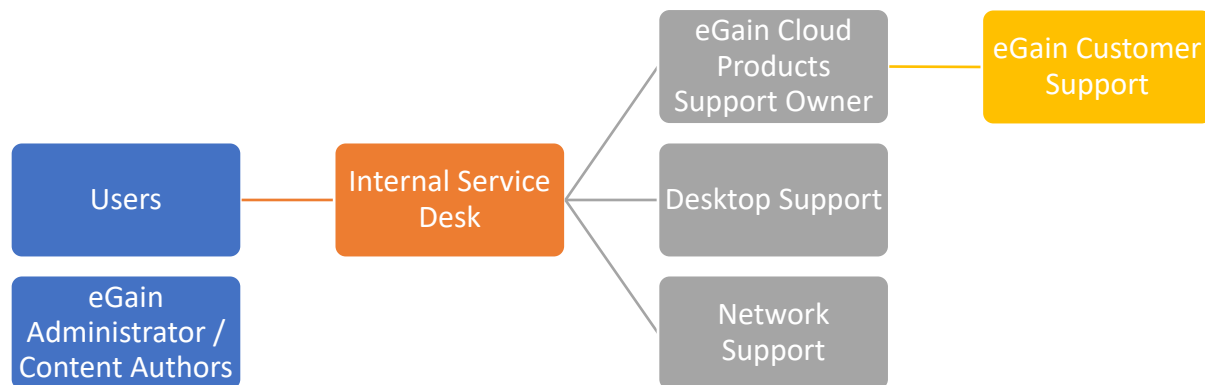 Users
eGain
Administrator /
Content Authors
Internal Service
Desk
eGain Cloud
Products
Support Owner
Desktop Support
Network
Support
eGain Customer
Support